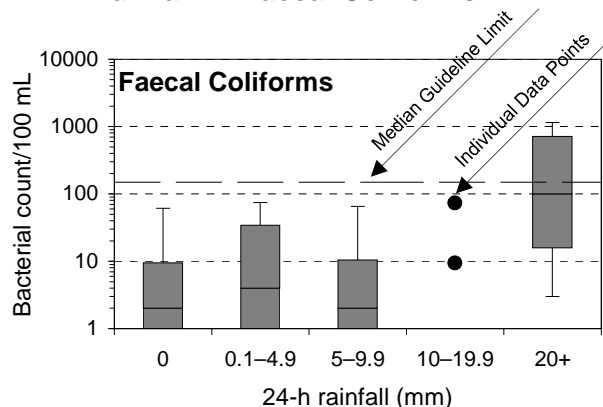 Faecal Coliforms
Median Guideline Limit
Individual Data Points
Bacterial count/100 mL
10000
1000
100
10
1
0 0.1–4.9 5–9.9 10–19.9 20+
24-h rainfall (mm)